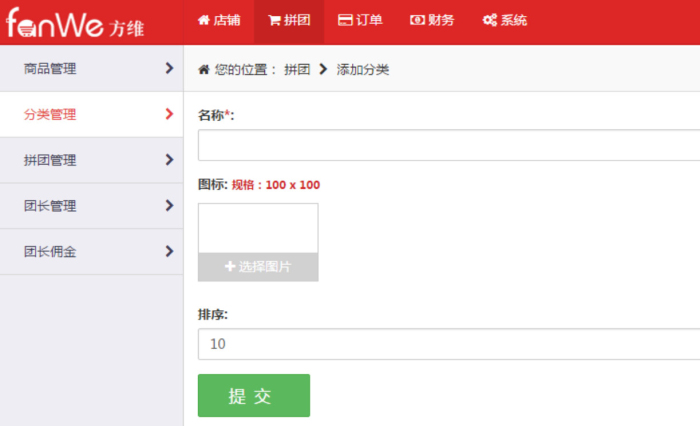 fanWe 方维
店铺 拼团 订单 财务 系统
商品管理
分类管理
拼团管理
团长管理
团长佣金
您的位置： 拼团 添加分类
名称*:
图标: 规格：100 x 100
选择图片
排序:
10
提 交